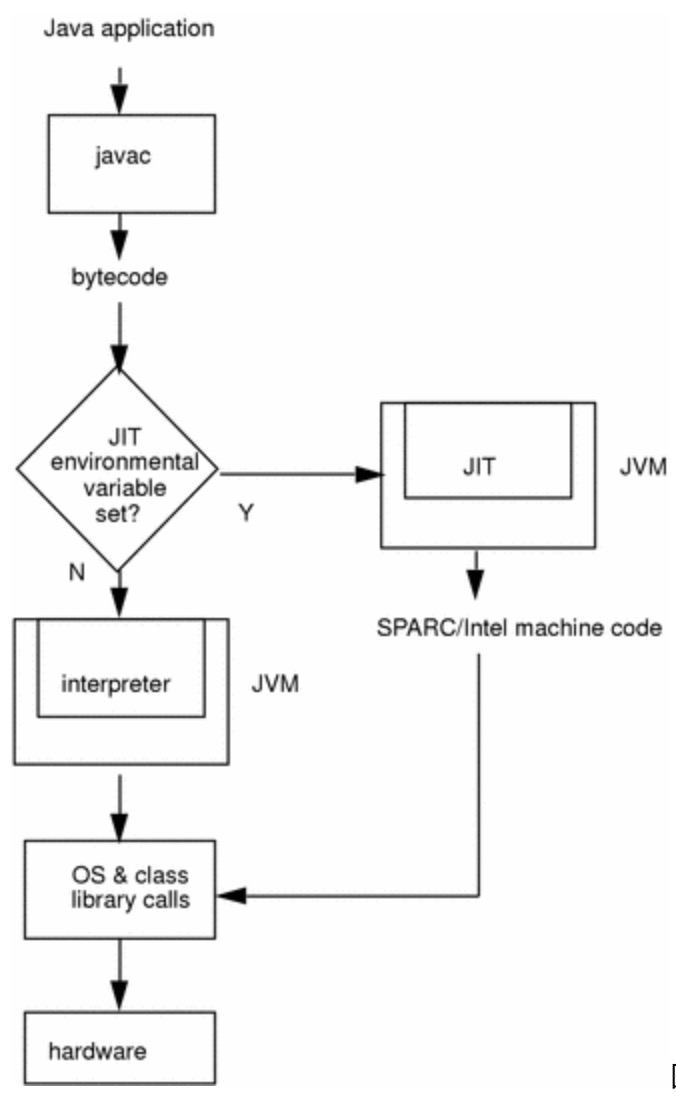 Java application
javac
bytecode
JIT
environmental
variable
set?
Y
N
JIT
JVM
SPARC/Intel machine code
interpreter
JVM
OS & class
library calls
hardware